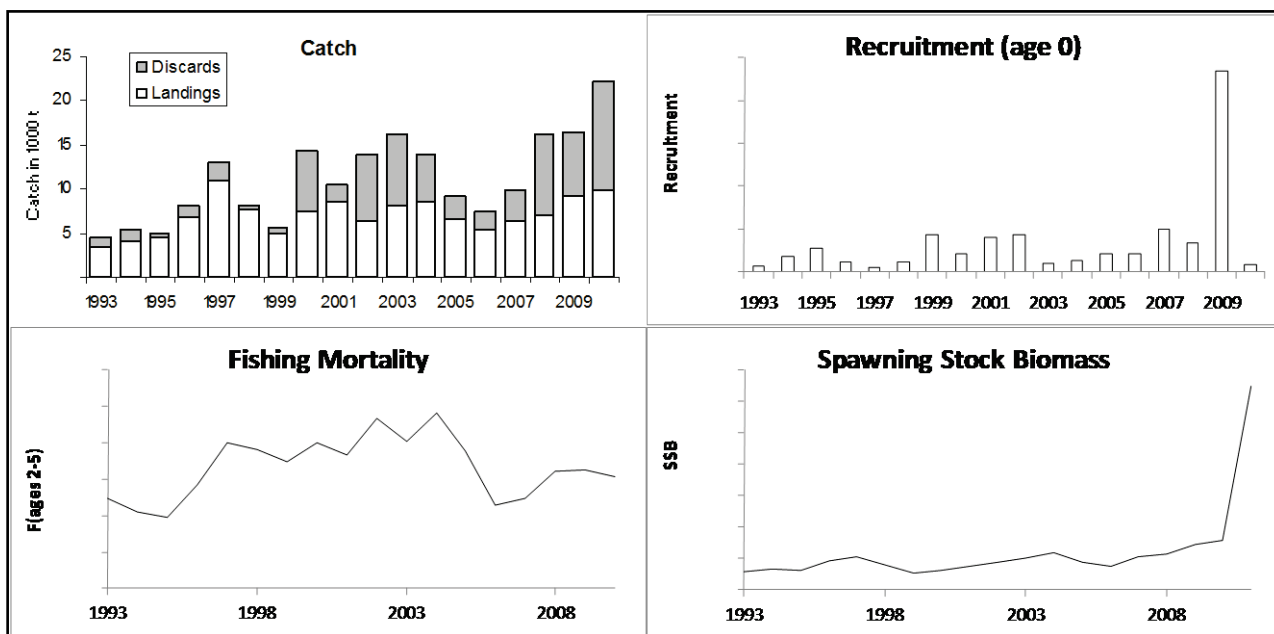 Catch
25
20
15
10
5
Catch in 1000 t
Discards
Landings
1993 1995 1997 1999 2001 2003 2005 2007 2009
Recruitment (age 0)
Recruitment
1993 1995 1997 1999 2001 2003 2005 2007 2009
Fishing Mortality
F(ages 2-5)
1993 1998 2003 2008
Spawning Stock Biomass
SSB
1993 1998 2003 2008